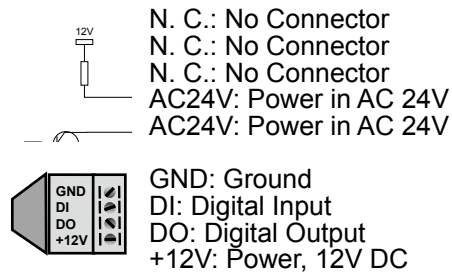 12V
N. C.: No Connector
N. C.: No Connector
N. C.: No Connector
AC24V: Power in AC 24V
AC24V: Power in AC 24V
GND
DI
DO
+12V
GND: Ground
DI: Digital Input
DO: Digital Output
+12V: Power, 12V DC